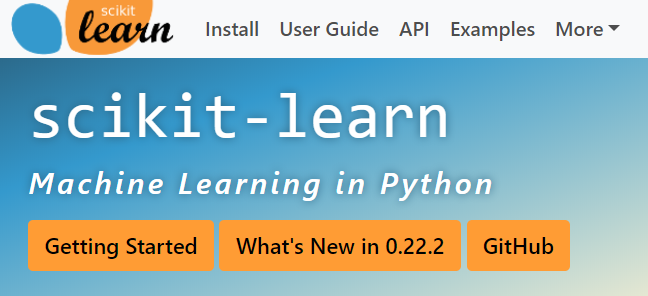 scikit
learn Install User Guide API Examples More
scikit-learn
Machine Learning in Python
Getting Started What's New in 0.22.2 GitHub